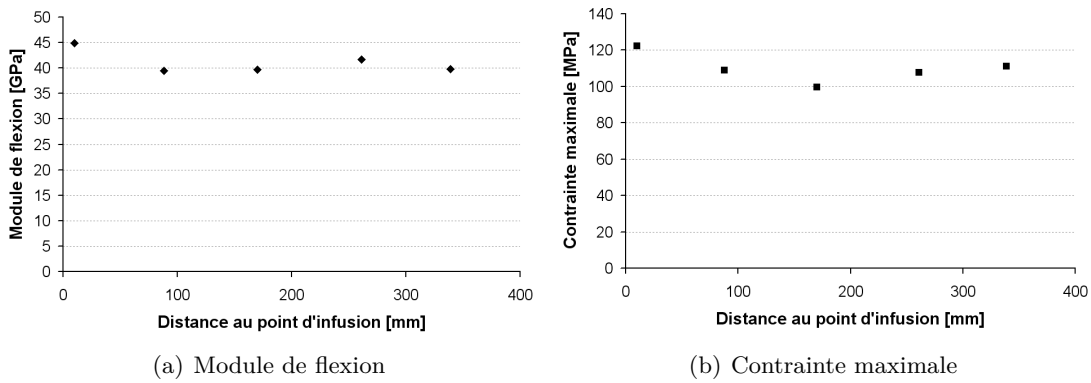 50
45
40
35
30
25
20
15
10
5
0
Module de flexion [GPa]
0 100 200 300 400
Distance au point d'infusion [mm]
(a) Module de flexion
140
120
100
80
60
40
20
0
Contrainte maximale [MPa]
0 100 200 300 400
Distance au point d'infusion [mm]
(b) Contrainte maximale